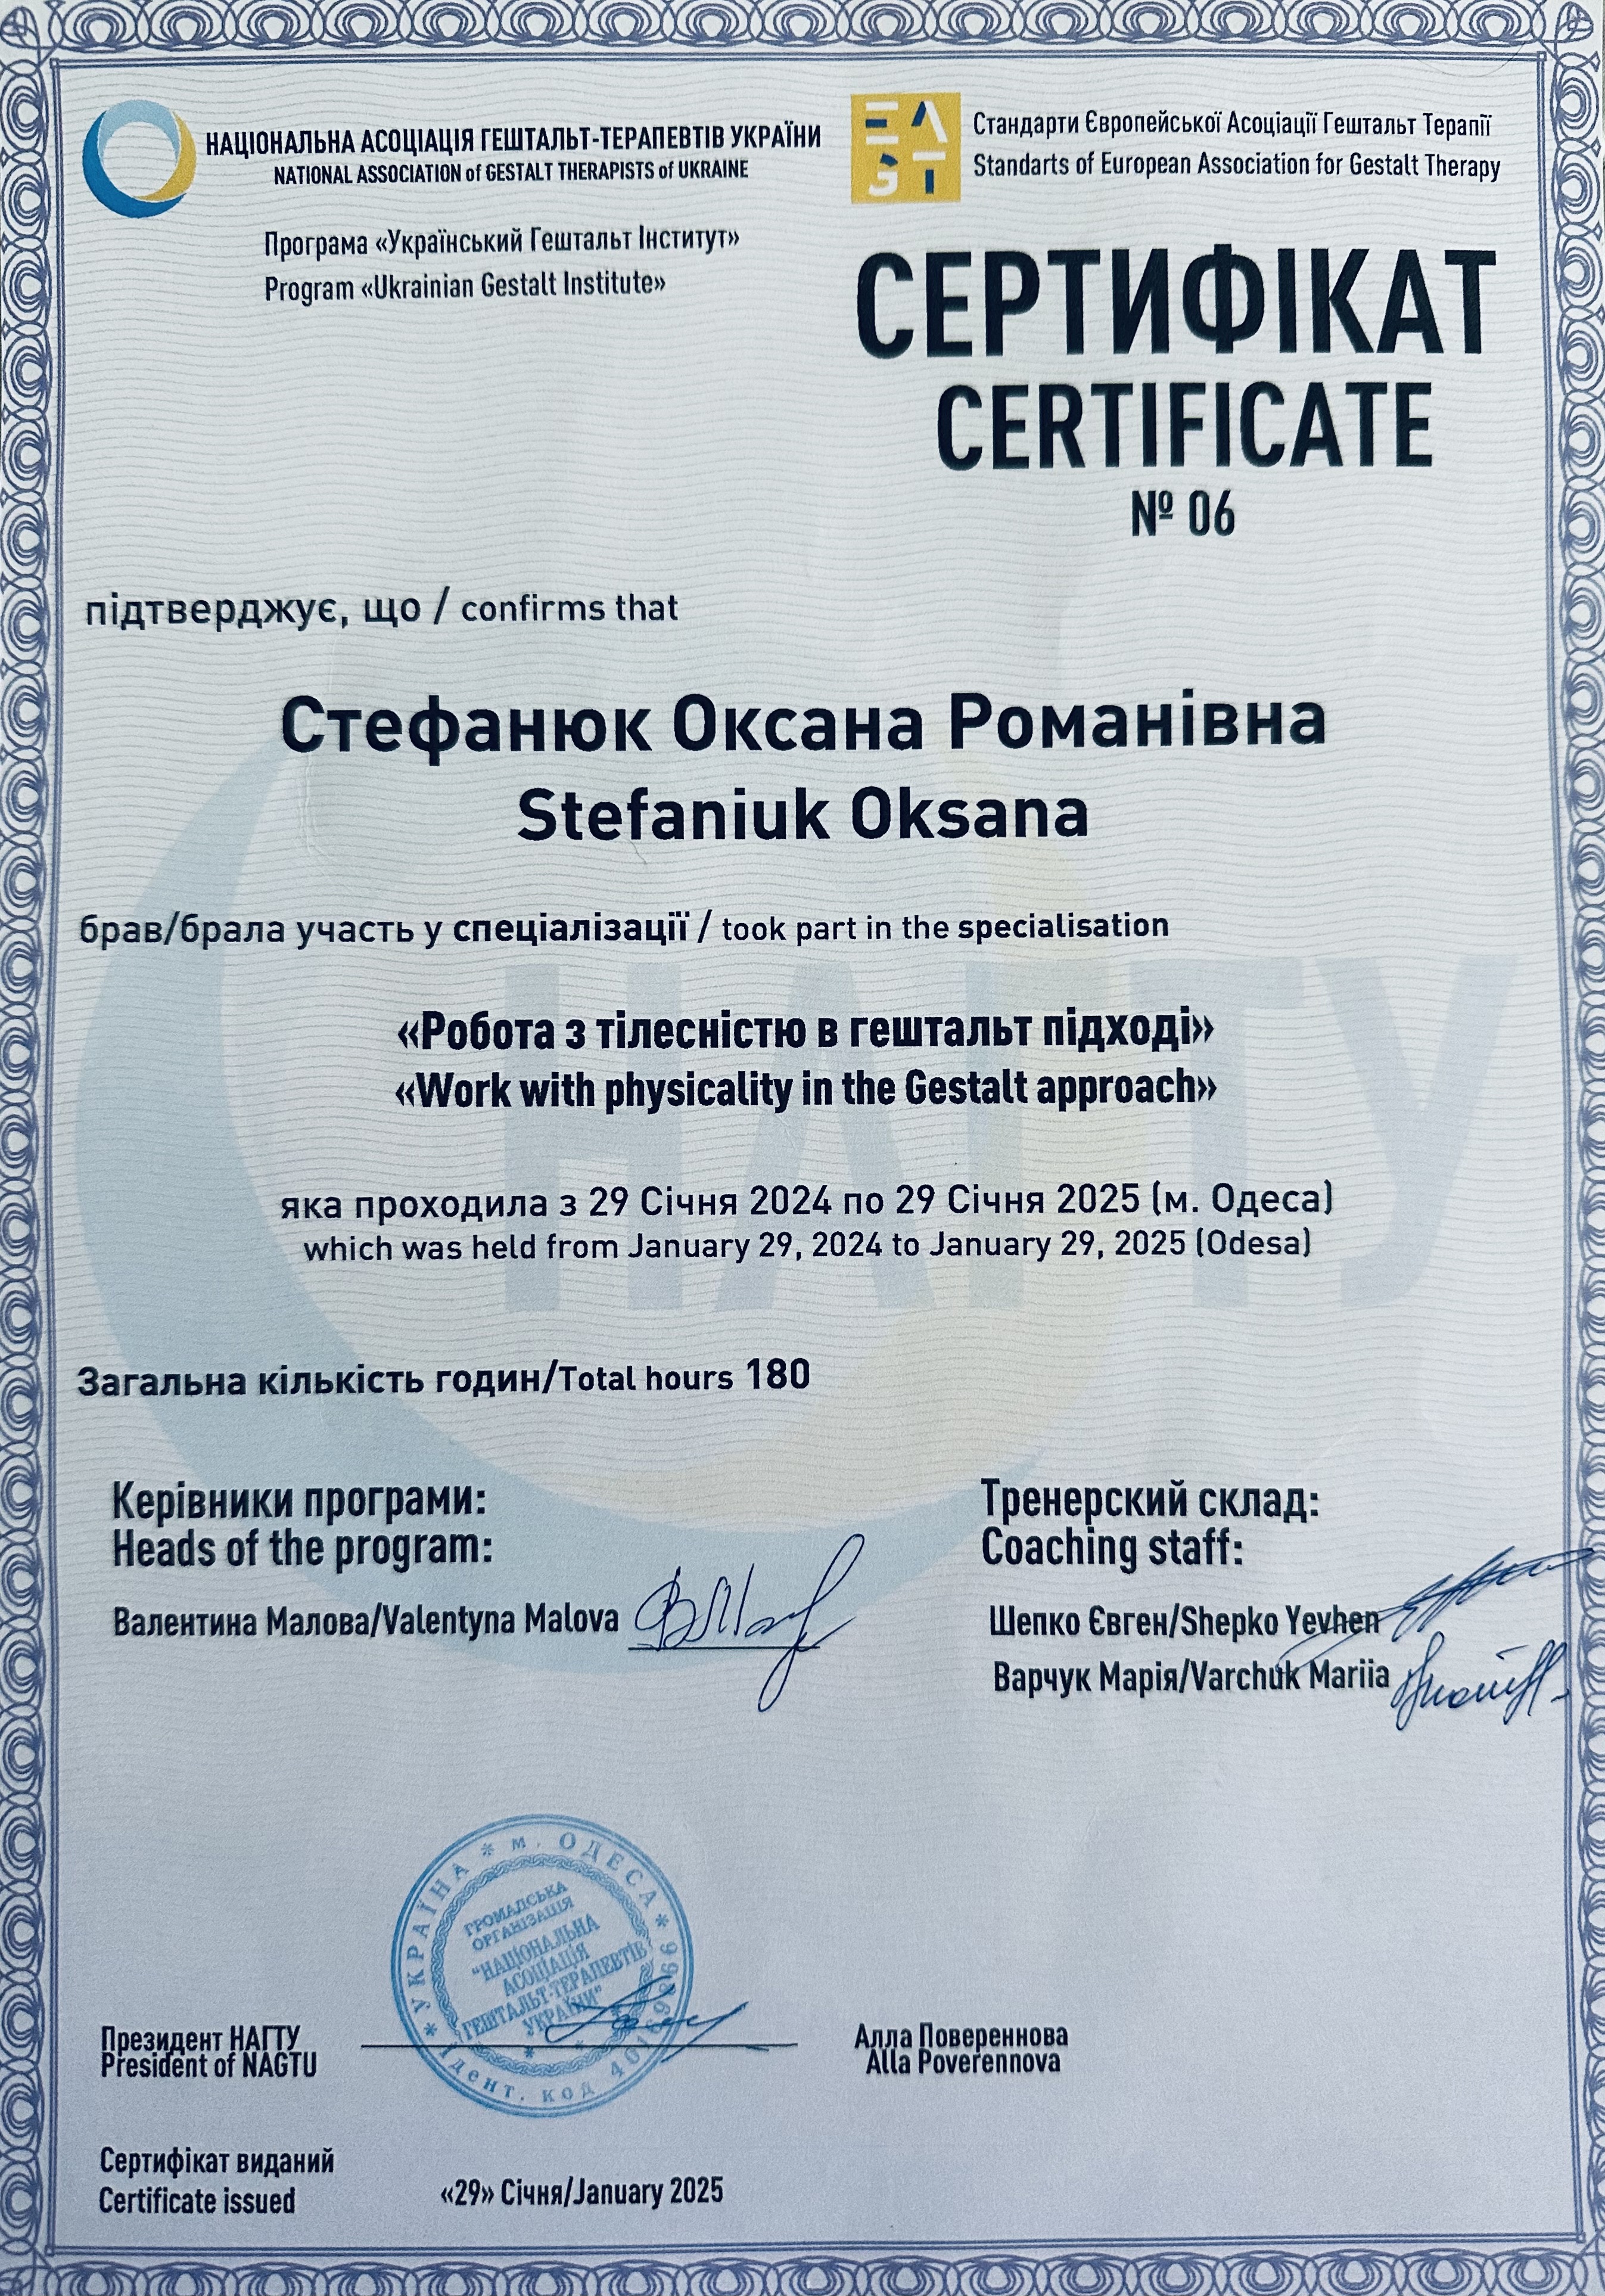 НАЦІОНАЛЬНА АСОЦІАЦІЯ ГЕШТАЛЬТ-ТЕРАПЕВТІВ УКРАЇНИ
NATIONAL ASSOCIATION of GESTALT THERAPISTS of UKRAINE
Програма «Український Гештальт Інститут»
Program «Ukrainian Gestalt Institute»
EAGT
Стандарти Європейської Асоціації Гештальт Терапії
Standarts of European Association for Gestalt Therapy
СЕРТИФІКАТ
CERTIFICATE
№ 06
підтверджує, що / confirms that
Стефанюк Оксана Романівна
Stefaniuk Oksana
брав/брала участь у спеціалізації / took part in the specialisation
НАГТУ
«Робота з тілесністю в гештальт підході»
«Work with physicality in the Gestalt approach»
яка проходила з 29 Січня 2024 по 29 Січня 2025 (м. Одеса)
which was held from January 29, 2024 to January 29, 2025 (Odesa)
Загальна кількість годин/Total hours 180
Керівники програми:
Heads of the program:
Валентина Малова/Valentyna Malova
Тренерский склад:
Coaching staff:
Шепко Євген/Shepko Yevhen
Варчук Марія/Varchuk Mariia
УКРАЇНА * м. ОДЕСА *
Ідент. код
ГРОМАДСЬКА
ОРГАНІЗАЦІЯ
"НАЦІОНАЛЬНА
АСОЦІАЦІЯ
ГЕШТАЛЬТ-ТЕРАПЕВТІВ
УКРАЇНИ"
Президент НАГТУ
President of NAGTU
Алла Повереннова
Alla Poverennova
Сертифікат виданий
Certificate issued
«29» Січня/January 2025